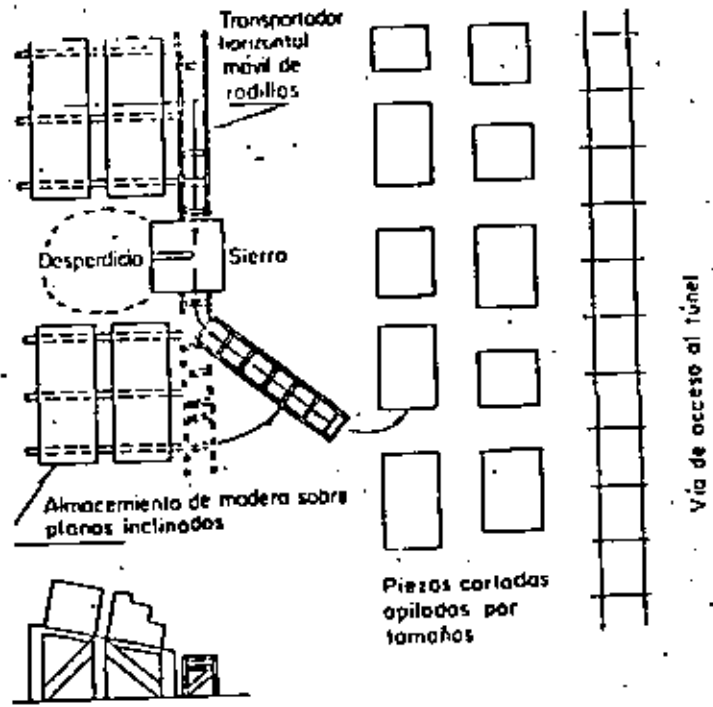 Transportador
horizontal
móvil de
rodillos
Desperdicio
Sierra
Almacemiento de madera sobre
planos inclinados
Piezas cortadas
apiladas por
tamaños
Vía de acceso al túnel